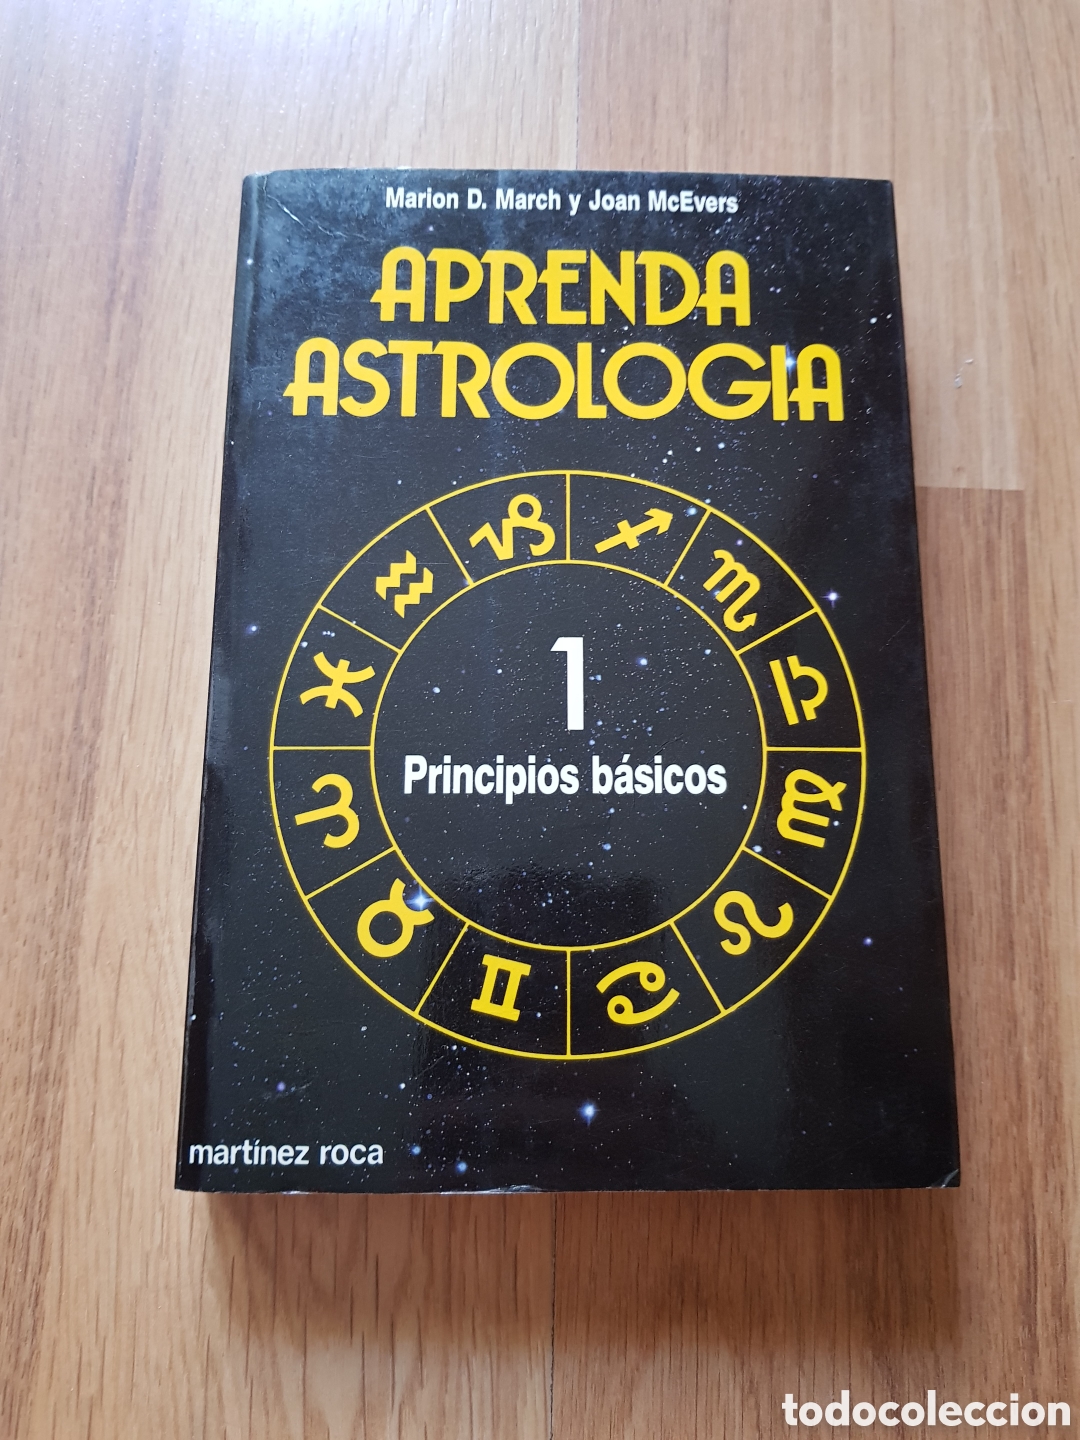 Marion D. March y Joan McEvers
APRENDA
ASTROLOGIA
1
Principios básicos
martínez roca
todocoleccion